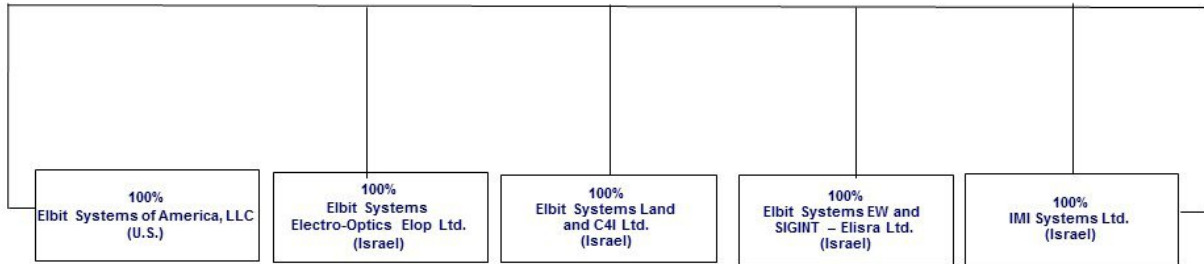 100%
Elbit Systems of America, LLC
(U.S.)
100%
Elbit Systems
Electro-Optics Elop Ltd.
(Israel)
100%
Elbit Systems Land
and C4I Ltd.
(Israel)
100%
Elbit Systems EW and
SIGINT – Elisra Ltd.
(Israel)
100%
IMI Systems Ltd.
(Israel)